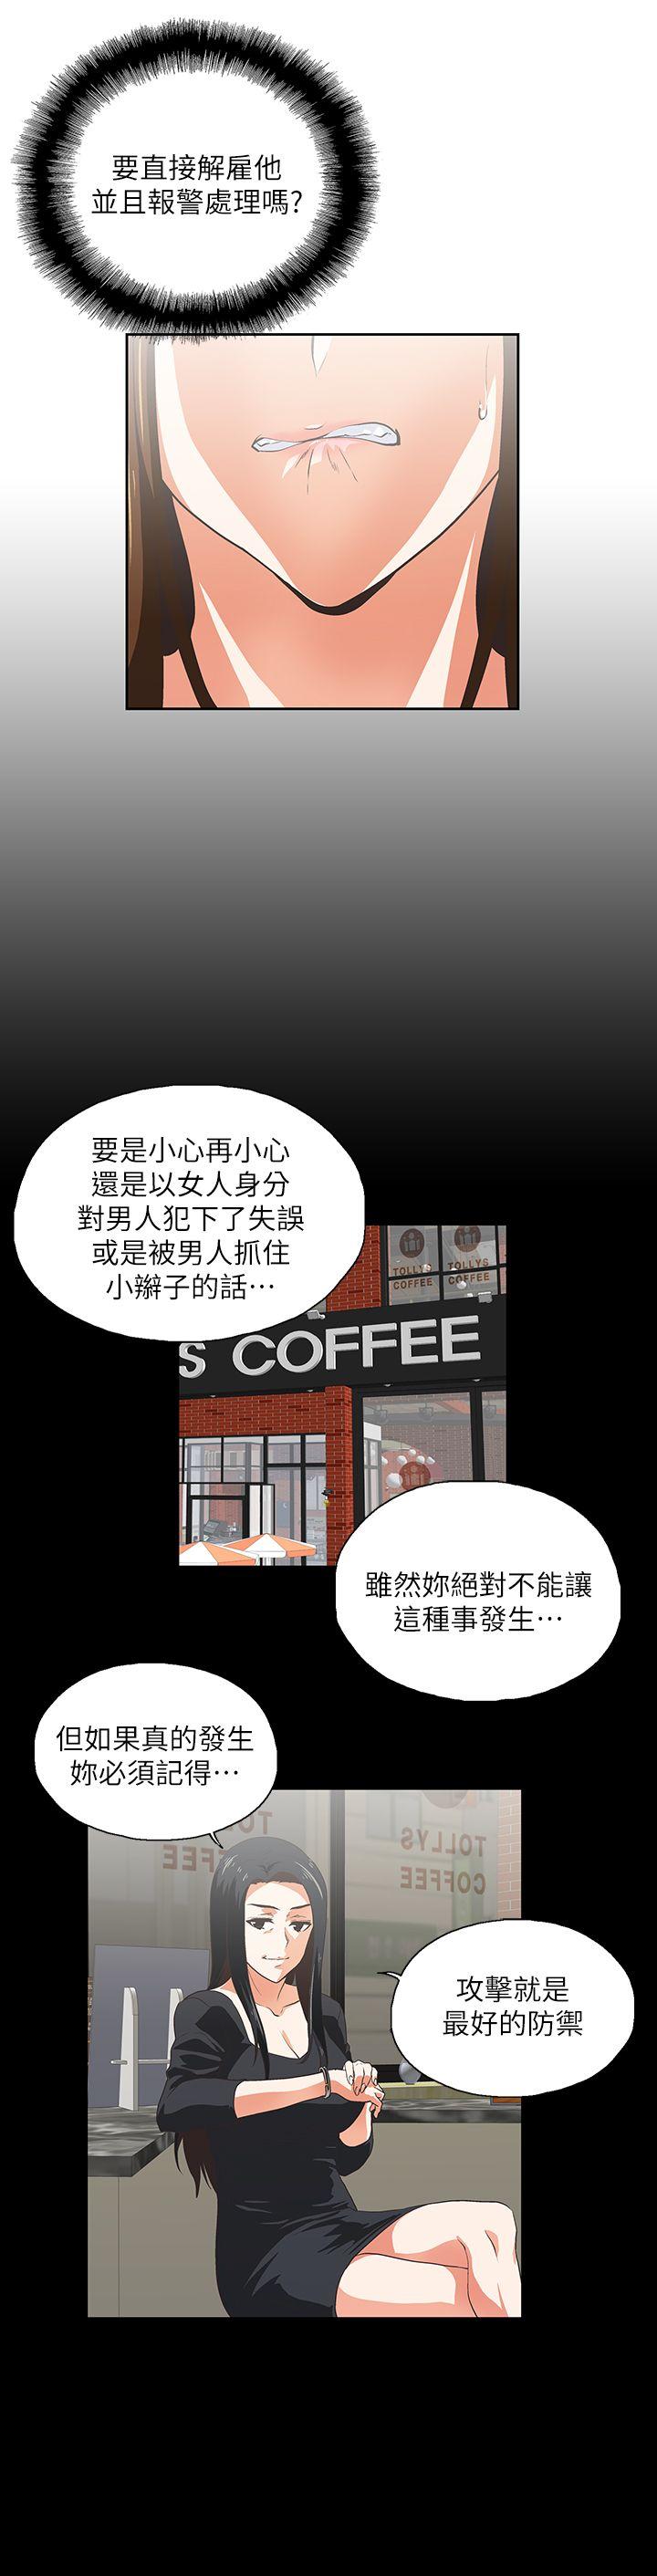 要直接解雇他
並且報警處理嗎?
要是小心再小心
還是以女人身分
對男人犯下了失誤
或是被男人抓住
小辮子的話…
TOLLYS
COFFEE
TOLLYS
COFFEE
S COFFEE
雖然妳絕對不能讓
這種事發生…
但如果真的發生
妳必須記得…
TOLLYS
COFFEE
COFFEE
攻擊就是
最好的防禦